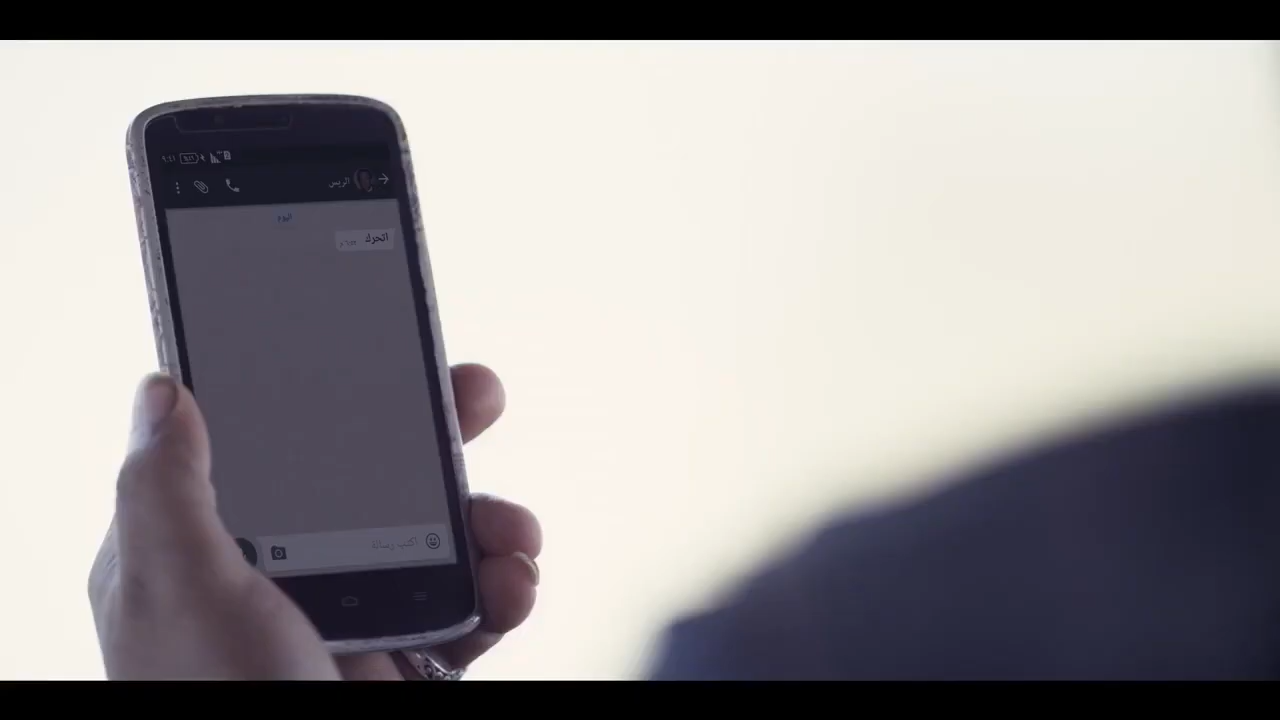 الريس
اليوم
اتحرك
اكتب رسالة